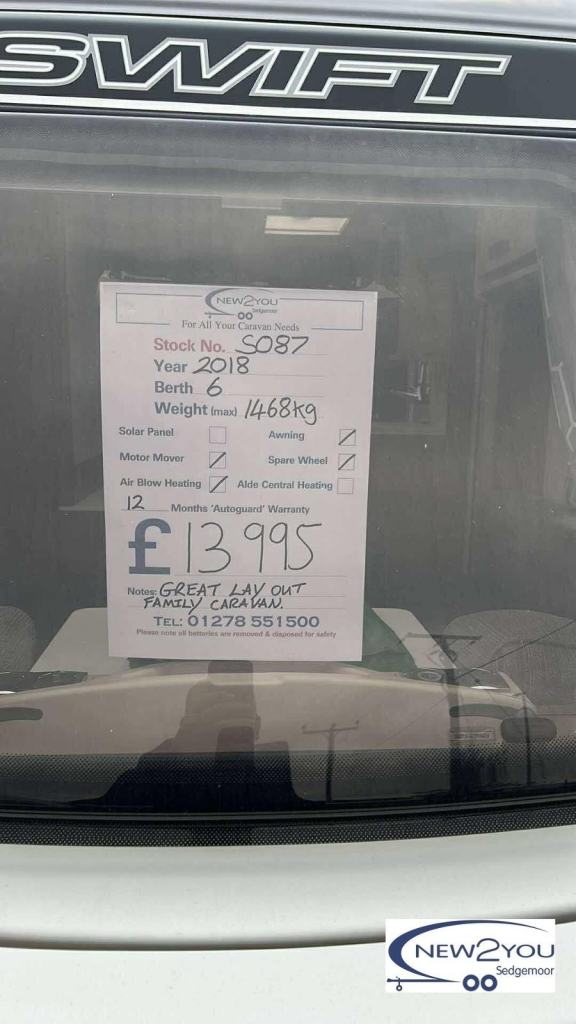 SWIFT
NEW2YOU
Sedgemoor
For All Your Caravan Needs
Stock No. S087
Year 2018
Berth 6
Weight (max) 1468kg
Solar Panel
Awning
Motor Mover
Spare Wheel
Air Blow Heating
Alde Central Heating
12 Months 'Autoguard' Warranty
£13995
Notes: GREAT LAY OUT
FAMILY CARAVAN.
TEL: 01278 551500
Please note all batteries are removed & disposed for safety
NEW2YOU
Sedgemoor